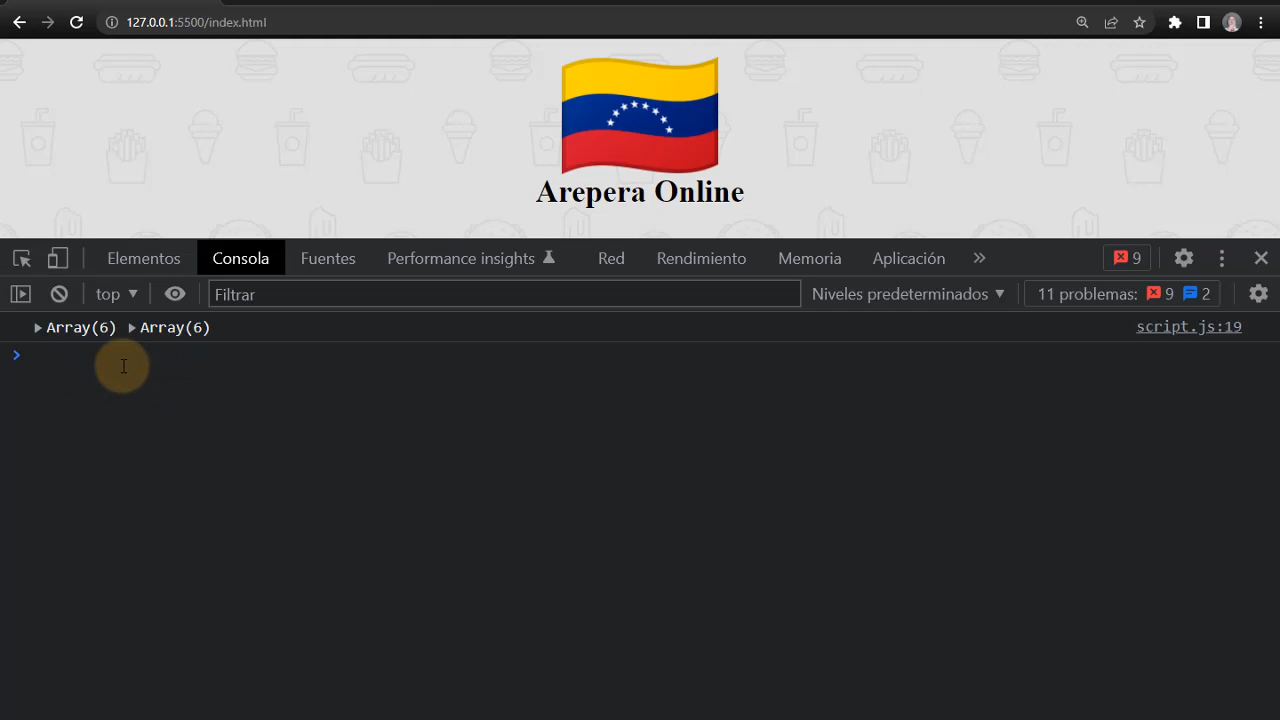 127.0.0.1:5500/index.html
Arepera Online
Elementos Consola Fuentes Performance insights Red Rendimiento Memoria Aplicación » 9
top Filtrar Niveles predeterminados 11 problemas: 9 2
Array(6) Array(6) script.js:19